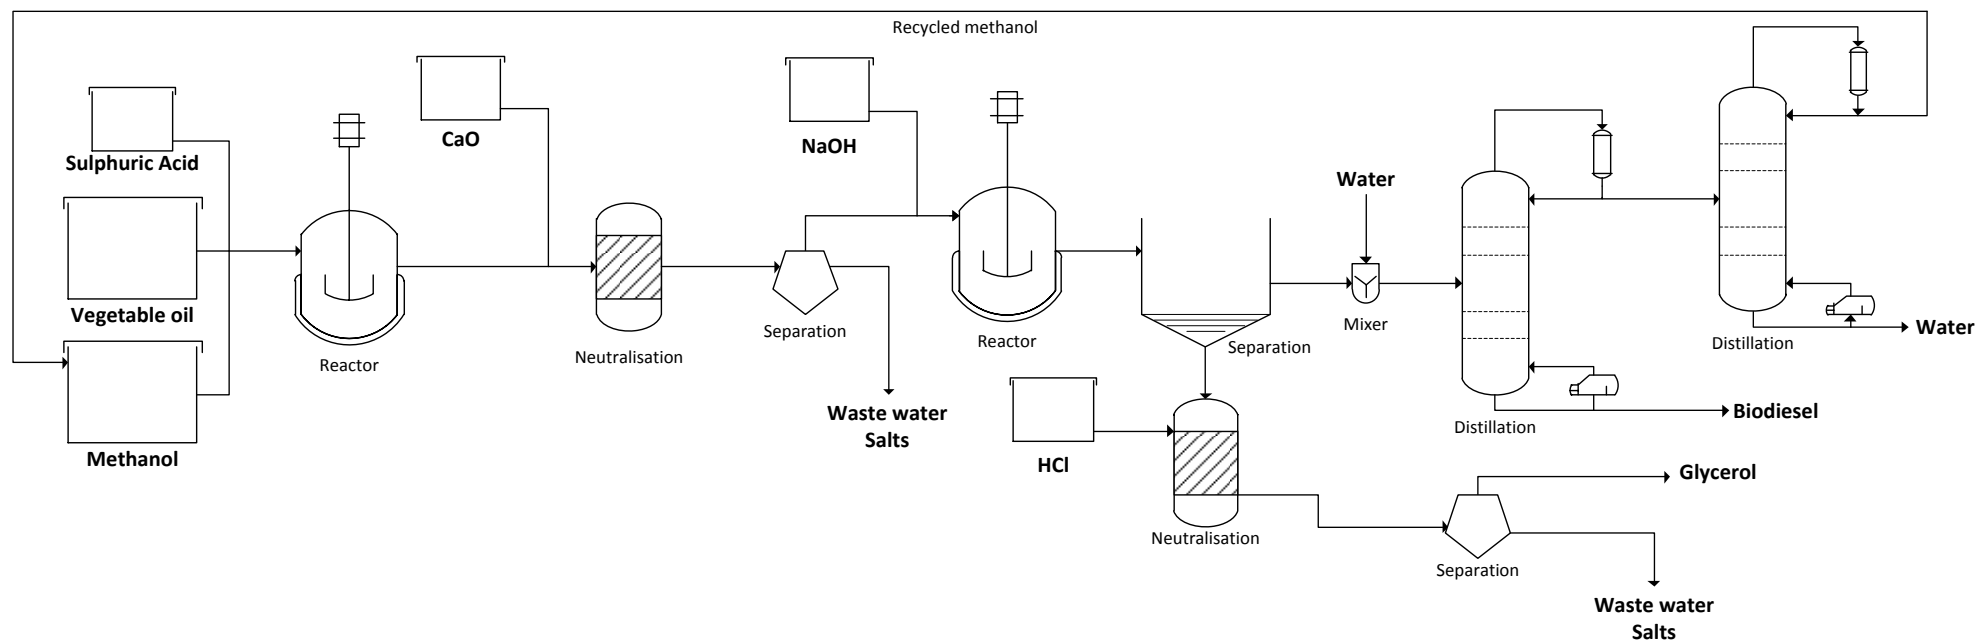 Recycled methanol
Sulphuric Acid
CaO
NaOH
Vegetable oil
Water
Methanol
Reactor
Neutralisation
Separation
Reactor
Separation
Mixer
Distillation
Distillation
Water
Waste water
Salts
Biodiesel
HCl
Neutralisation
Glycerol
Separation
Waste water
Salts